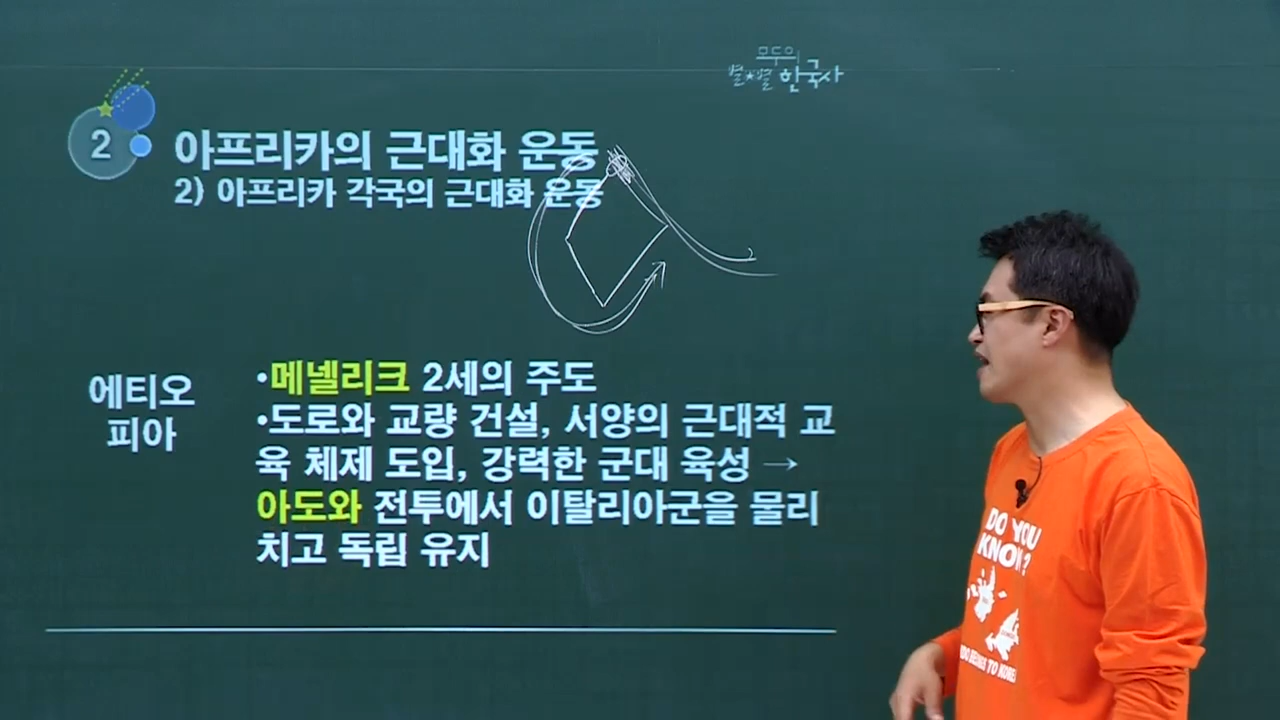 모두의
별★별 한국사
2
아프리카의 근대화 운동
2) 아프리카 각국의 근대화 운동
에티오
피아
•메넬리크 2세의 주도
•도로와 교량 건설, 서양의 근대적 교
육 체제 도입, 강력한 군대 육성 →
아도와 전투에서 이탈리아군을 물리
치고 독립 유지
DO YOU
KNOW?
DO BELONGS TO KOREA